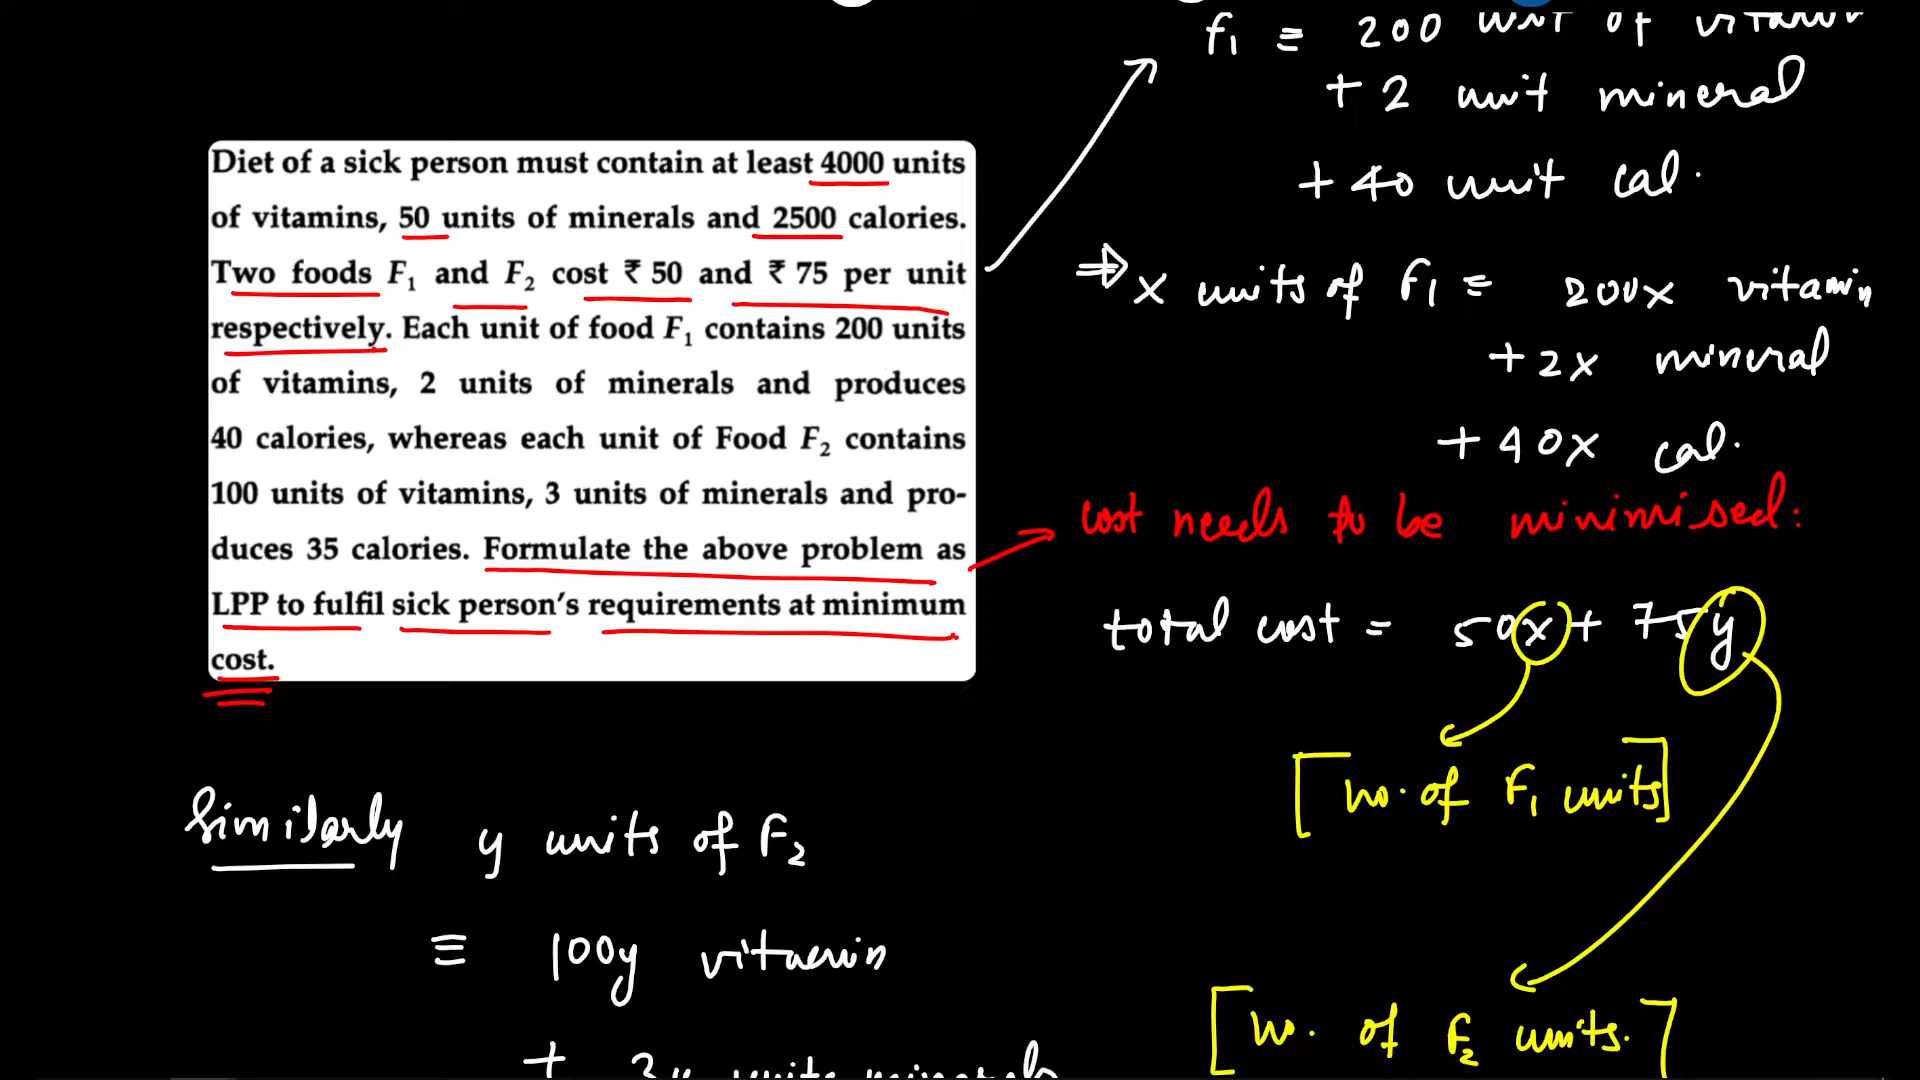 f₁ ≡ 200 unit of vitamin
+ 2 unit mineral
+ 40 unit cal.
Diet of a sick person must contain at least 4000 units
of vitamins, 50 units of minerals and 2500 calories.
Two foods F₁ and F₂ cost ₹ 50 and ₹ 75 per unit
respectively. Each unit of food F₁ contains 200 units
of vitamins, 2 units of minerals and produces
40 calories, whereas each unit of Food F₂ contains
100 units of vitamins, 3 units of minerals and pro-
duces 35 calories. Formulate the above problem as
LPP to fulfil sick person's requirements at minimum
cost.
⇒ x units of F₁ ≡ 200x vitamin
+ 2x mineral
+ 40x cal.
cost needs to be minimised:
total cost = 50x + 75y
[no. of F₁ units]
Similarly y units of F₂
≡ 100y vitamin
+ 3y units minerals
[no. of F₂ units.]